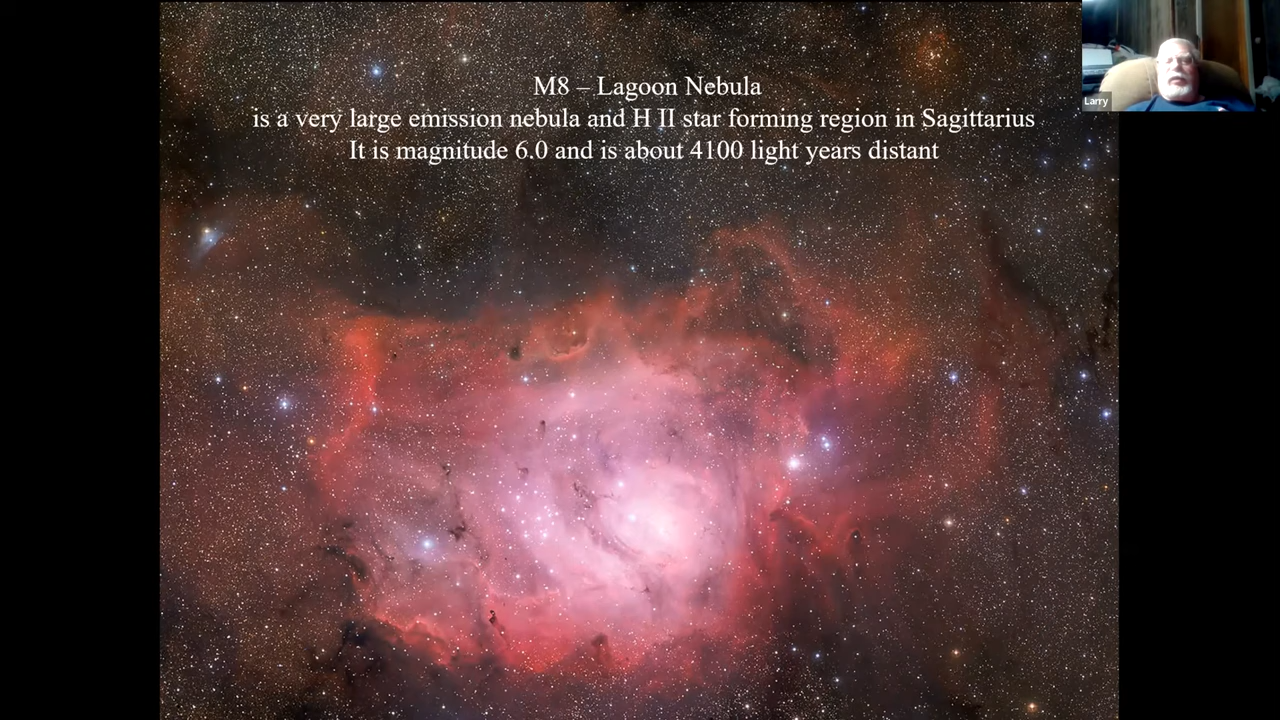 M8 – Lagoon Nebula
is a very large emission nebula and H II star forming region in Sagittarius
It is magnitude 6.0 and is about 4100 light years distant
Larry